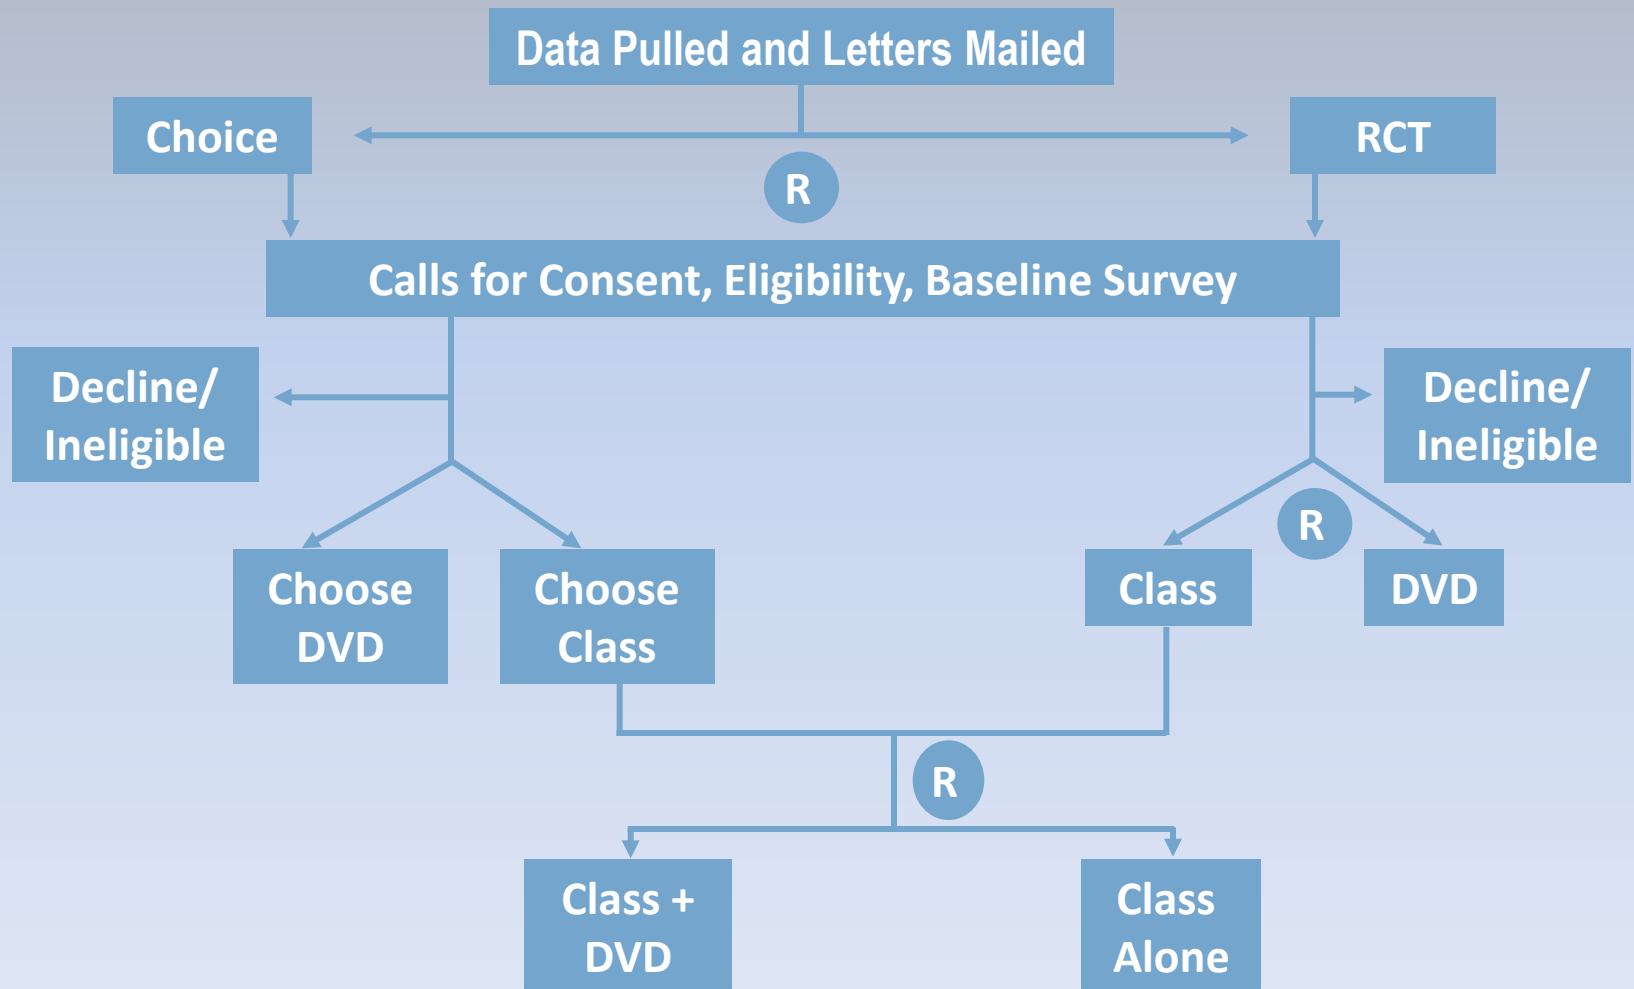 Data Pulled and Letters Mailed
Choice
RCT
R
Calls for Consent, Eligibility, Baseline Survey
Decline/
Ineligible
Decline/
Ineligible
R
Choose
DVD
Choose
Class
Class
DVD
R
Class +
DVD
Class
Alone